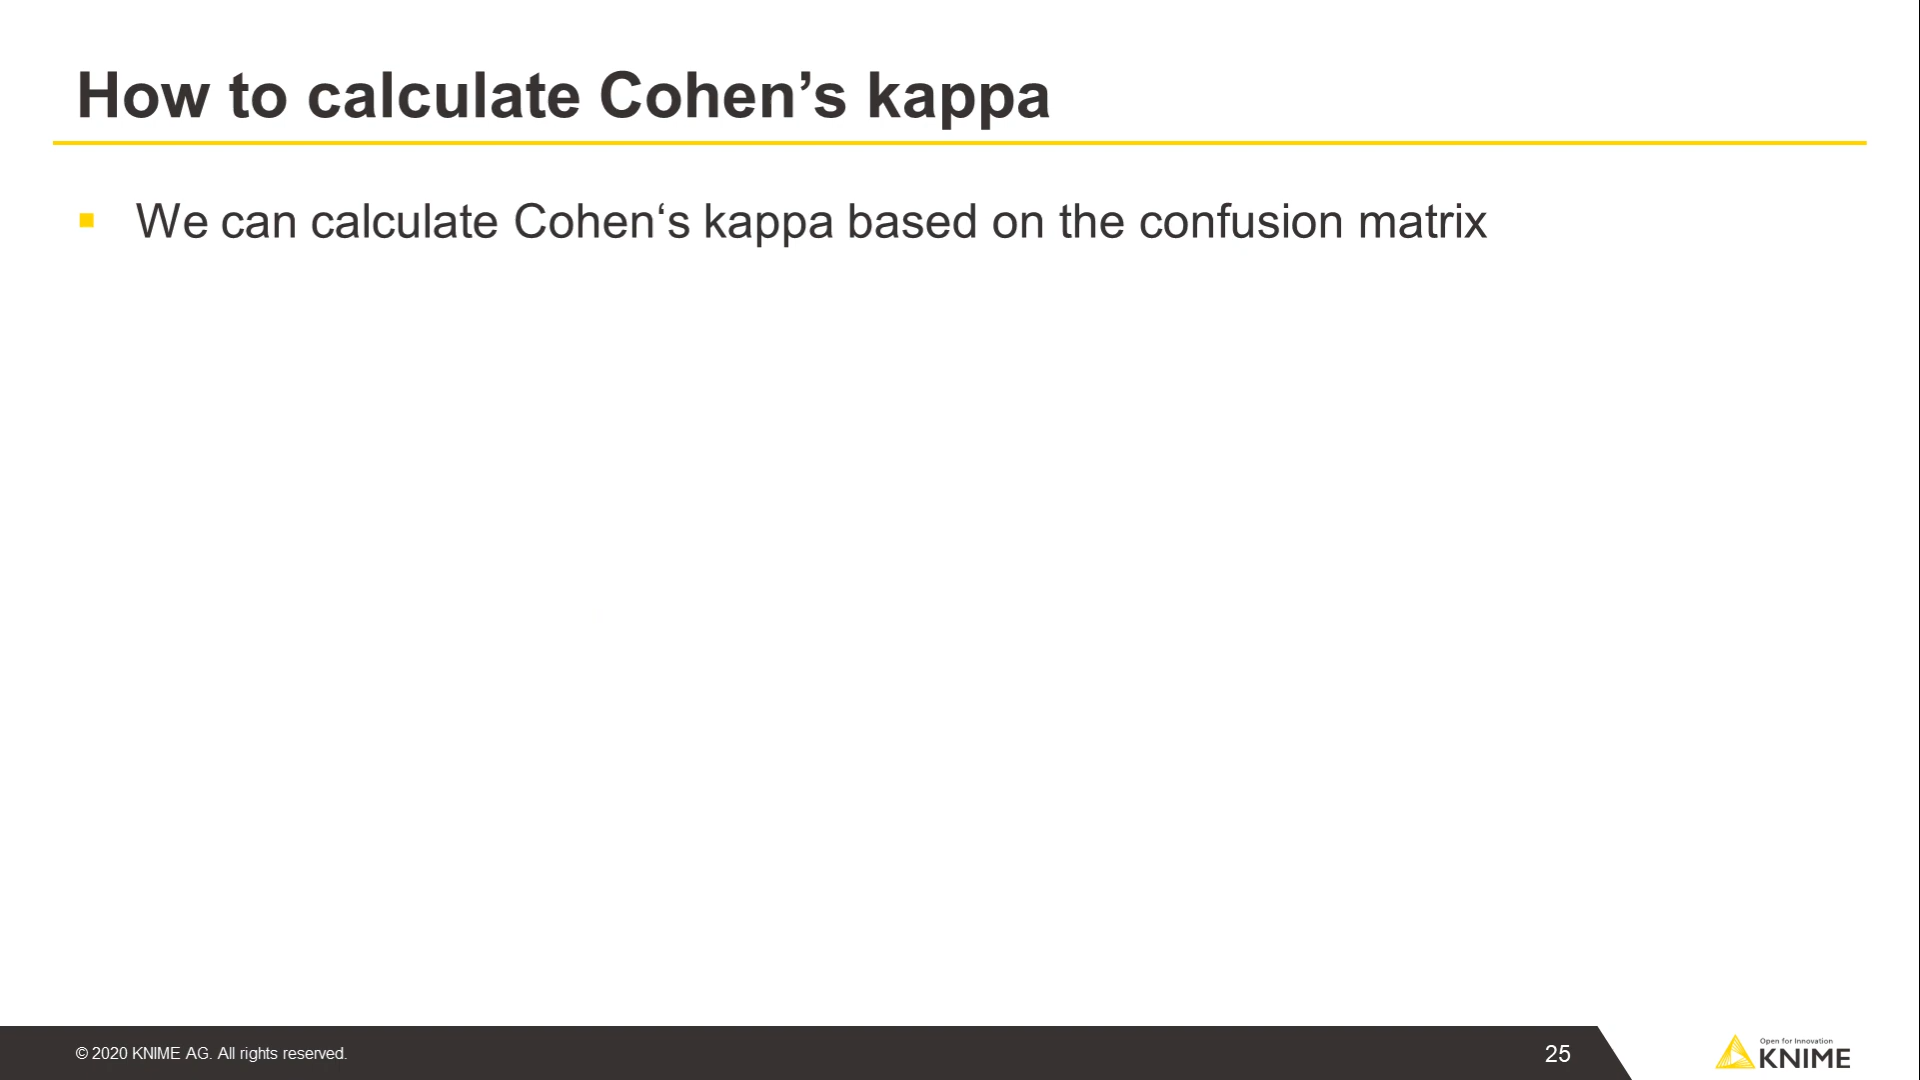 How to calculate Cohen’s kappa
▪ We can calculate Cohen‘s kappa based on the confusion matrix
© 2020 KNIME AG. All rights reserved.
25
Open for Innovation
KNIME